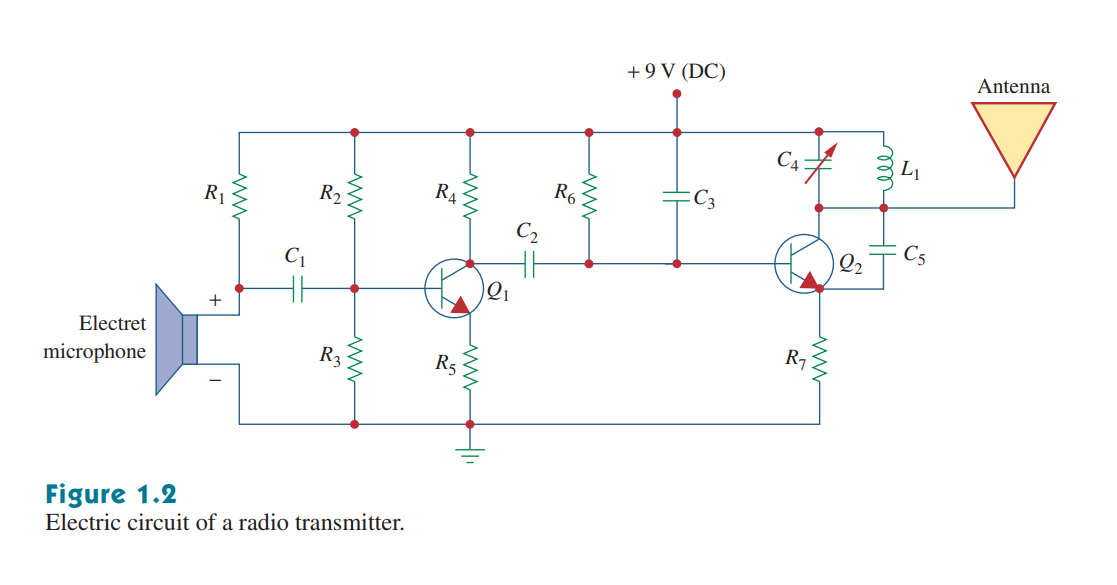 + 9 V (DC)
Antenna
C4
L1
R1
R2
R4
R6
C3
C2
C1
Q2
C5
+
Q1
Electret
microphone
R3
R5
R7
–
Figure 1.2
Electric circuit of a radio transmitter.